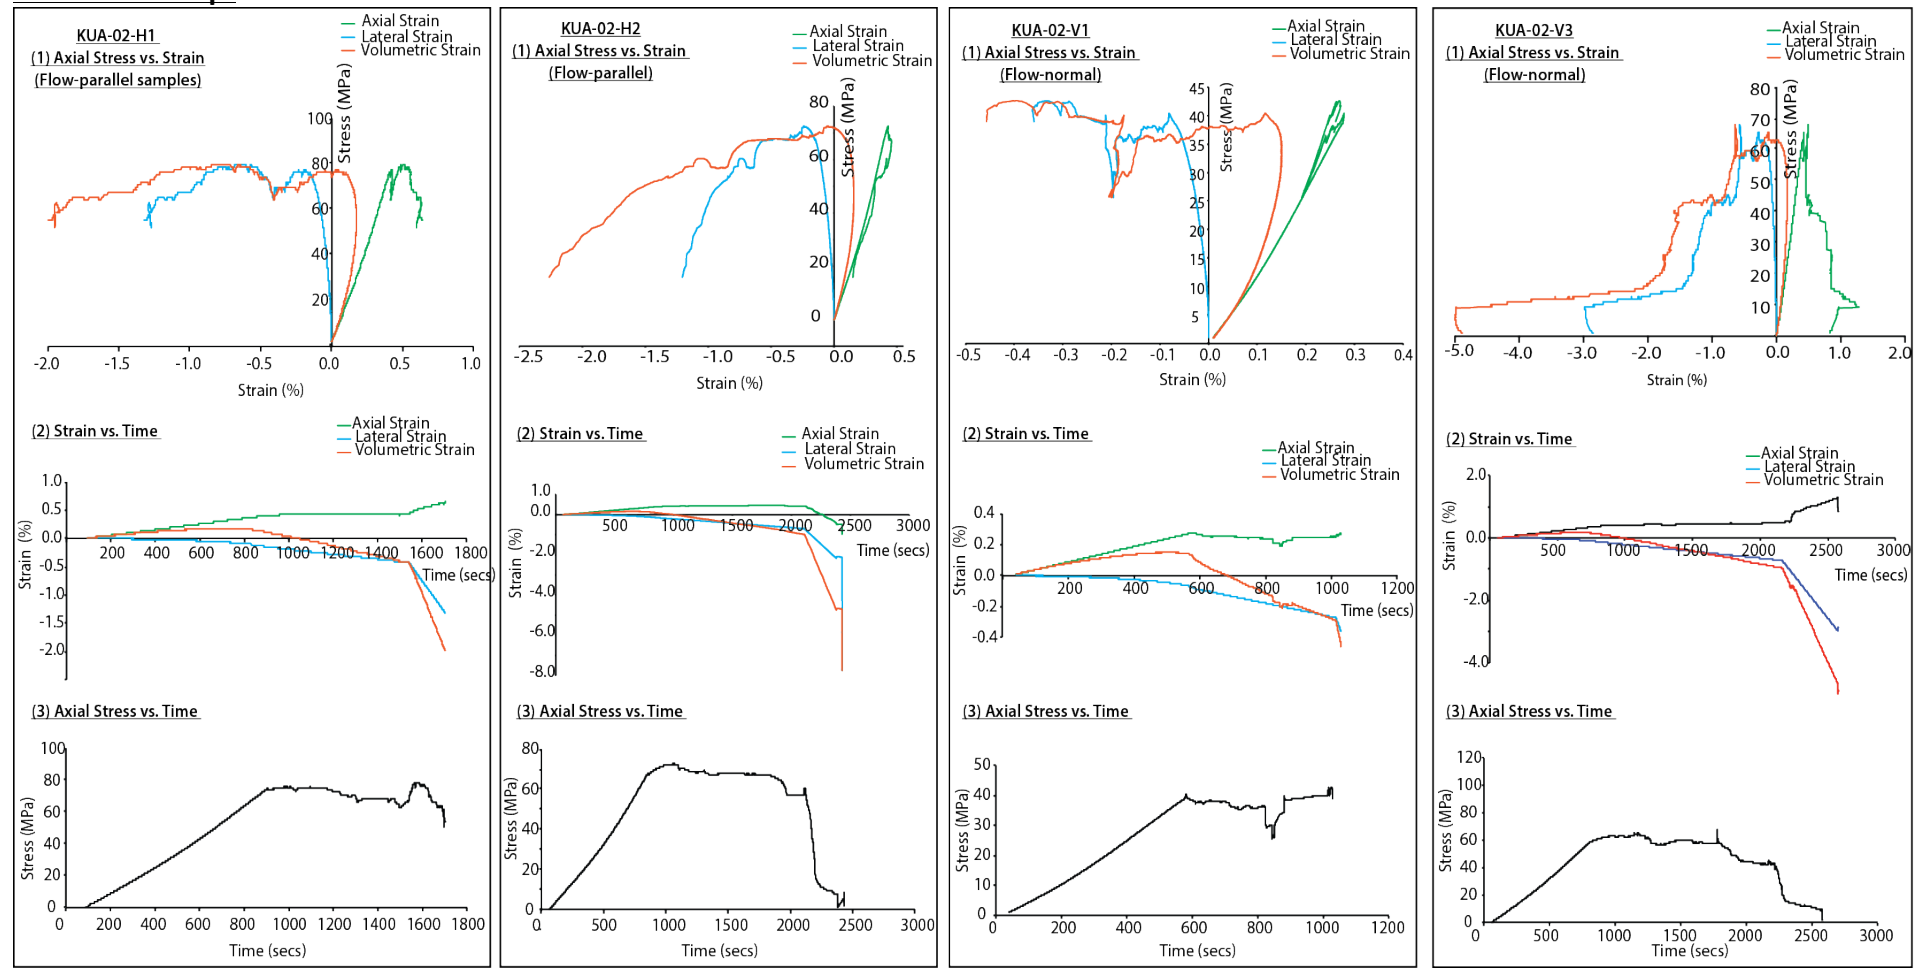 KUA-02-H1
(1) Axial Stress vs. Strain
(Flow-parallel samples)
Axial Strain
Lateral Strain
Volumetric Strain
Stress (MPa)
100
80
60
40
20
-2.0 -1.5 -1.0 -0.5 0.0 0.5 1.0
Strain (%)
(2) Strain vs. Time
Axial Strain
Lateral Strain
Volumetric Strain
Strain (%)
1.0
0.5
0.0
-0.5
-1.0
-1.5
-2.0
200 400 600 800 1000 1200 1400 1600 1800
Time (secs)
(3) Axial Stress vs. Time
Stress (MPa)
100
80
60
40
20
0
0 200 400 600 800 1000 1200 1400 1600 1800
Time (secs)
KUA-02-H2
(1) Axial Stress vs. Strain
(Flow-parallel)
Axial Strain
Lateral Strain
Volumetric Strain
Stress (MPa)
80
60
40
20
0
-2.5 -2.0 -1.5 -1.0 -0.5 0.0 0.5
Strain (%)
(2) Strain vs. Time
Axial Strain
Lateral Strain
Volumetric Strain
Strain (%)
1.0
0.0
-2.0
-4.0
-6.0
-8.0
500 1000 1500 2000 2500 3000
Time (secs)
(3) Axial Stress vs. Time
Stress (MPa)
80
60
40
20
0
0 500 1000 1500 2000 2500 3000
Time (secs)
KUA-02-V1
(1) Axial Stress vs. Strain
(Flow-normal)
Axial Strain
Lateral Strain
Volumetric Strain
Stress (MPa)
45
40
35
30
25
20
15
10
5
-0.5 -0.4 -0.3 -0.2 -0.1 0.0 0.1 0.2 0.3 0.4
Strain (%)
(2) Strain vs. Time
Axial Strain
Lateral Strain
Volumetric Strain
Strain (%)
0.4
0.2
0.0
-0.2
-0.4
200 400 600 800 1000 1200
Time (secs)
(3) Axial Stress vs. Time
Stress (MPa)
50
40
30
20
10
0
0 200 400 600 800 1000 1200
Time (secs)
KUA-02-V3
(1) Axial Stress vs. Strain
(Flow-normal)
Axial Strain
Lateral Strain
Volumetric Strain
Stress (MPa)
80
70
60
50
40
30
20
10
-5.0 -4.0 -3.0 -2.0 -1.0 0.0 1.0 2.0
Strain (%)
(2) Strain vs. Time
Axial Strain
Lateral Strain
Volumetric Strain
Strain (%)
2.0
0.0
-2.0
-4.0
500 1000 1500 2000 2500 3000
Time (secs)
(3) Axial Stress vs. Time
Stress (MPa)
120
100
80
60
40
20
0
0 500 1000 1500 2000 2500 3000
Time (secs)